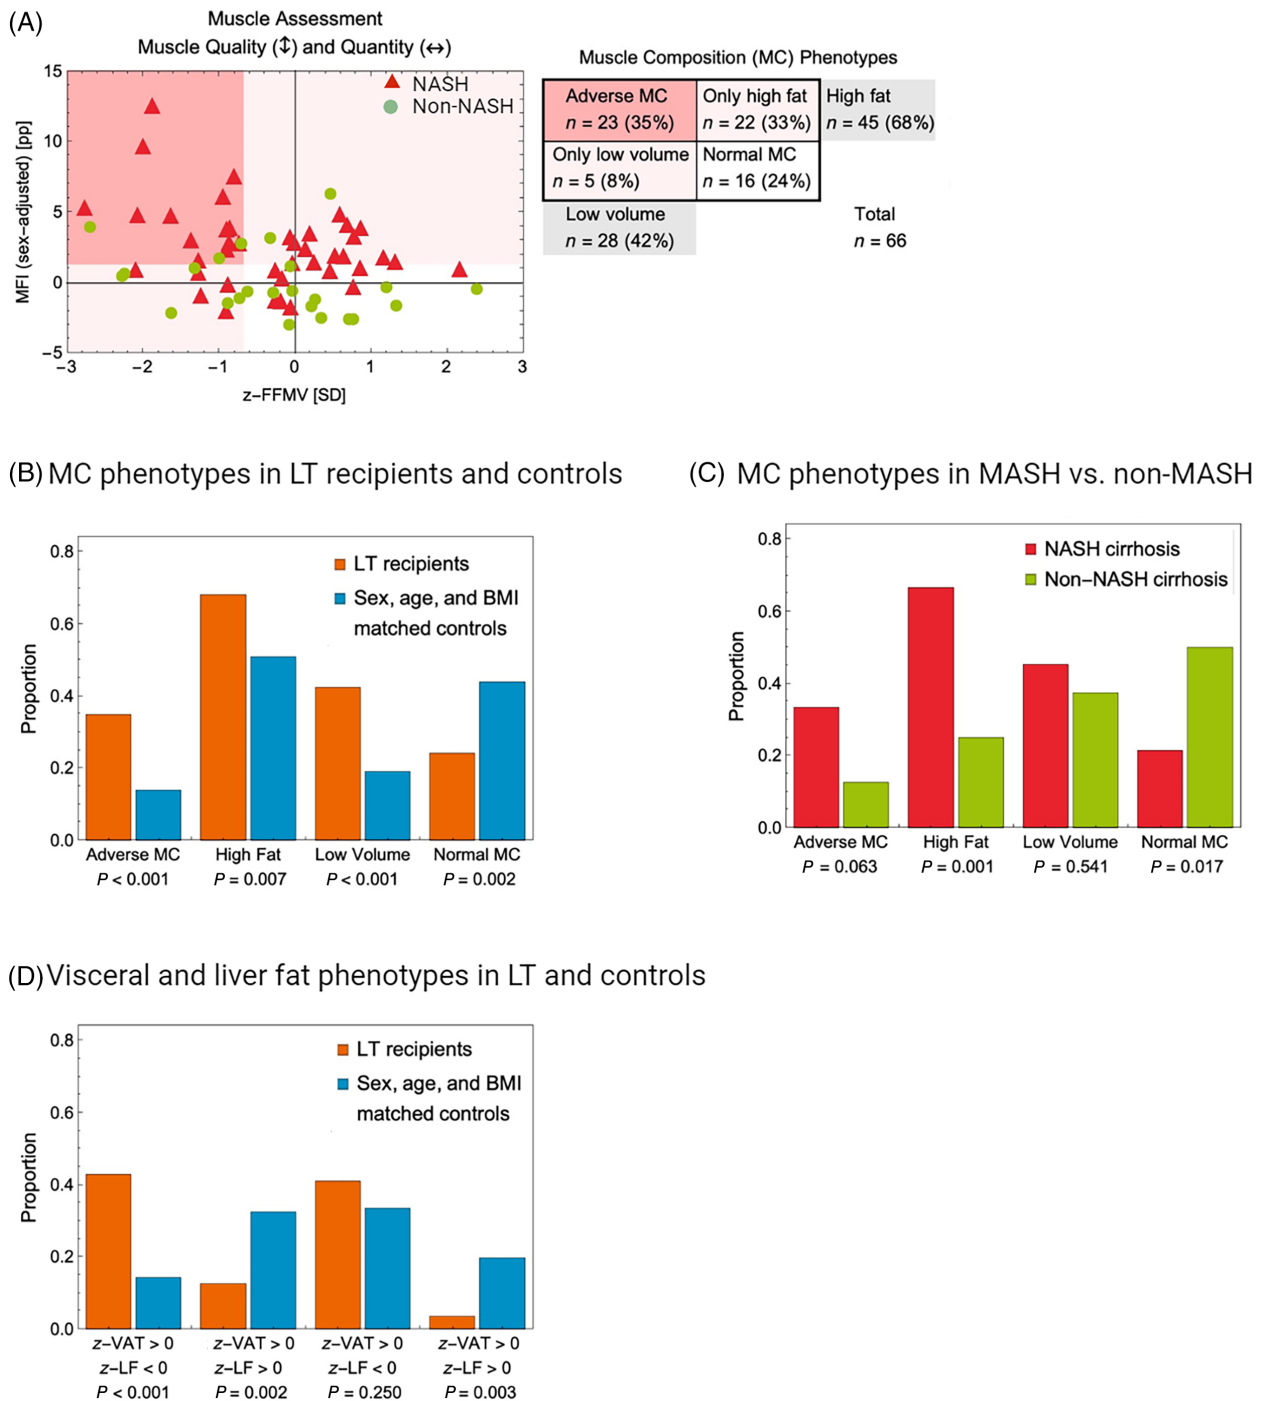 (A)
Muscle Assessment
Muscle Quality (↕) and Quantity (↔)
NASH
Non-NASH
MFI (sex–adjusted) [pp]
15
10
5
0
−5
−3 −2 −1 0 1 2 3
z−FFMV [SD]
Muscle Composition (MC) Phenotypes
Adverse MC Only high fat High fat
n = 23 (35%) n = 22 (33%) n = 45 (68%)
Only low volume Normal MC
n = 5 (8%) n = 16 (24%)
Low volume Total
n = 28 (42%) n = 66
(B) MC phenotypes in LT recipients and controls
LT recipients
Sex, age, and BMI
matched controls
Proportion
0.8
0.6
0.4
0.2
0.0
Adverse MC High Fat Low Volume Normal MC
P < 0.001 P = 0.007 P < 0.001 P = 0.002
(C) MC phenotypes in MASH vs. non-MASH
NASH cirrhosis
Non−NASH cirrhosis
Proportion
0.8
0.6
0.4
0.2
0.0
Adverse MC High Fat Low Volume Normal MC
P = 0.063 P = 0.001 P = 0.541 P = 0.017
(D) Visceral and liver fat phenotypes in LT and controls
LT recipients
Sex, age, and BMI
matched controls
Proportion
0.8
0.6
0.4
0.2
0.0
z−VAT > 0 z−VAT > 0 z−VAT > 0 z−VAT > 0
z−LF < 0 z−LF > 0 z−LF < 0 z−LF > 0
P < 0.001 P = 0.002 P = 0.250 P = 0.003